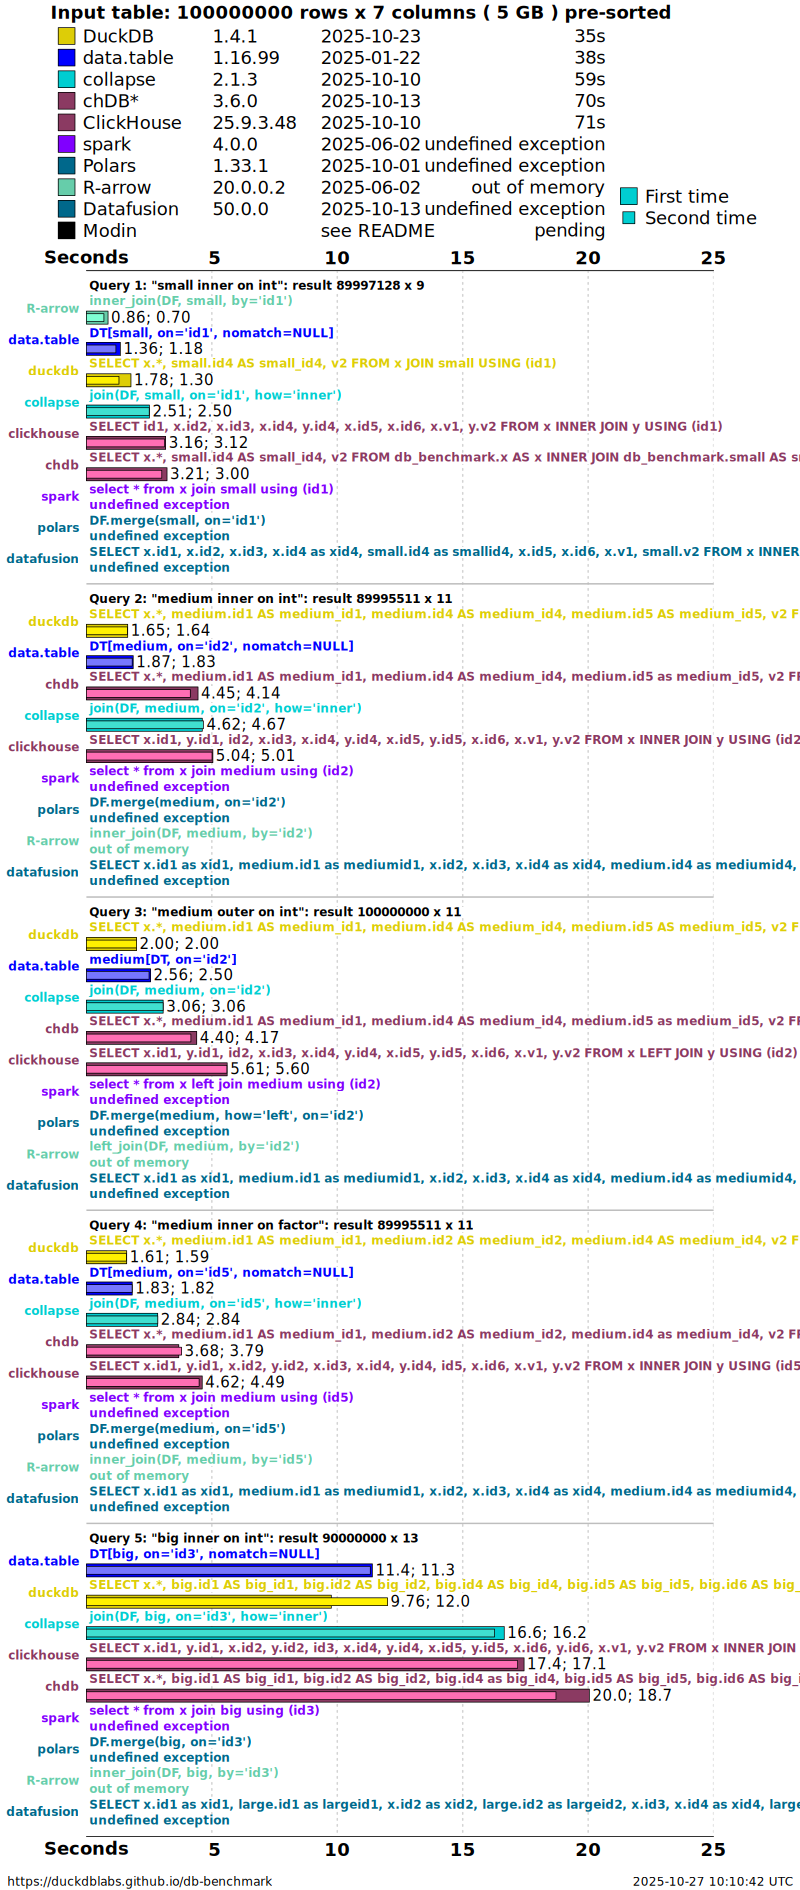 Input table: 100000000 rows x 7 columns ( 5 GB ) pre-sorted
DuckDB 1.4.1 2025-10-23 35s
data.table 1.16.99 2025-01-22 38s
collapse 2.1.3 2025-10-10 59s
chDB* 3.6.0 2025-10-13 70s
ClickHouse 25.9.3.48 2025-10-10 71s
spark 4.0.0 2025-06-02 undefined exception
Polars 1.33.1 2025-10-01 undefined exception
R-arrow 20.0.0.2 2025-06-02 out of memory
Datafusion 50.0.0 2025-10-13 undefined exception
Modin see README pending
First time
Second time
Seconds 5 10 15 20 25
Query 1: "small inner on int": result 89997128 x 9
inner_join(DF, small, by='id1')
R-arrow 0.86; 0.70
DT[small, on='id1', nomatch=NULL]
data.table 1.36; 1.18
SELECT x.*, small.id4 AS small_id4, v2 FROM x JOIN small USING (id1)
duckdb 1.78; 1.30
join(DF, small, on='id1', how='inner')
collapse 2.51; 2.50
SELECT id1, x.id2, x.id3, x.id4, y.id4, x.id5, x.id6, x.v1, y.v2 FROM x INNER JOIN y USING (id1)
clickhouse 3.16; 3.12
SELECT x.*, small.id4 AS small_id4, v2 FROM db_benchmark.x AS x INNER JOIN db_benchmark.small AS
chdb 3.21; 3.00
select * from x join small using (id1)
spark undefined exception
DF.merge(small, on='id1')
polars undefined exception
SELECT x.id1, x.id2, x.id3, x.id4 as xid4, small.id4 as smallid4, x.id5, x.id6, x.v1, small.v2 FROM x INNER
datafusion undefined exception
Query 2: "medium inner on int": result 89995511 x 11
SELECT x.*, medium.id1 AS medium_id1, medium.id4 AS medium_id4, medium.id5 AS medium_id5, v2 F
duckdb 1.65; 1.64
DT[medium, on='id2', nomatch=NULL]
data.table 1.87; 1.83
SELECT x.*, medium.id1 AS medium_id1, medium.id4 AS medium_id4, medium.id5 as medium_id5, v2 F
chdb 4.45; 4.14
join(DF, medium, on='id2', how='inner')
collapse 4.62; 4.67
SELECT x.id1, y.id1, id2, x.id3, x.id4, y.id4, x.id5, y.id5, x.id6, x.v1, y.v2 FROM x INNER JOIN y USING (id2
clickhouse 5.04; 5.01
select * from x join medium using (id2)
spark undefined exception
DF.merge(medium, on='id2')
polars undefined exception
inner_join(DF, medium, by='id2')
R-arrow out of memory
SELECT x.id1 as xid1, medium.id1 as mediumid1, x.id2, x.id3, x.id4 as xid4, medium.id4 as mediumid4,
datafusion undefined exception
Query 3: "medium outer on int": result 100000000 x 11
SELECT x.*, medium.id1 AS medium_id1, medium.id4 AS medium_id4, medium.id5 AS medium_id5, v2 F
duckdb 2.00; 2.00
medium[DT, on='id2']
data.table 2.56; 2.50
join(DF, medium, on='id2')
collapse 3.06; 3.06
SELECT x.*, medium.id1 AS medium_id1, medium.id4 AS medium_id4, medium.id5 as medium_id5, v2 F
chdb 4.40; 4.17
SELECT x.id1, y.id1, id2, x.id3, x.id4, y.id4, x.id5, y.id5, x.id6, x.v1, y.v2 FROM x LEFT JOIN y USING (id2)
clickhouse 5.61; 5.60
select * from x left join medium using (id2)
spark undefined exception
DF.merge(medium, how='left', on='id2')
polars undefined exception
left_join(DF, medium, by='id2')
R-arrow out of memory
SELECT x.id1 as xid1, medium.id1 as mediumid1, x.id2, x.id3, x.id4 as xid4, medium.id4 as mediumid4,
datafusion undefined exception
Query 4: "medium inner on factor": result 89995511 x 11
SELECT x.*, medium.id1 AS medium_id1, medium.id2 AS medium_id2, medium.id4 AS medium_id4, v2 F
duckdb 1.61; 1.59
DT[medium, on='id5', nomatch=NULL]
data.table 1.83; 1.82
join(DF, medium, on='id5', how='inner')
collapse 2.84; 2.84
SELECT x.*, medium.id1 AS medium_id1, medium.id2 AS medium_id2, medium.id4 as medium_id4, v2 F
chdb 3.68; 3.79
SELECT x.id1, y.id1, x.id2, y.id2, x.id3, x.id4, y.id4, id5, x.id6, x.v1, y.v2 FROM x INNER JOIN y USING (id5
clickhouse 4.62; 4.49
select * from x join medium using (id5)
spark undefined exception
DF.merge(medium, on='id5')
polars undefined exception
inner_join(DF, medium, by='id5')
R-arrow out of memory
SELECT x.id1 as xid1, medium.id1 as mediumid1, x.id2, x.id3, x.id4 as xid4, medium.id4 as mediumid4,
datafusion undefined exception
Query 5: "big inner on int": result 90000000 x 13
DT[big, on='id3', nomatch=NULL]
data.table 11.4; 11.3
SELECT x.*, big.id1 AS big_id1, big.id2 AS big_id2, big.id4 AS big_id4, big.id5 AS big_id5, big.id6 AS big_
duckdb 9.76; 12.0
join(DF, big, on='id3', how='inner')
collapse 16.6; 16.2
SELECT x.id1, y.id1, x.id2, y.id2, id3, x.id4, y.id4, x.id5, y.id5, x.id6, y.id6, x.v1, y.v2 FROM x INNER JOIN
clickhouse 17.4; 17.1
SELECT x.*, big.id1 AS big_id1, big.id2 AS big_id2, big.id4 as big_id4, big.id5 AS big_id5, big.id6 AS big_i
chdb 20.0; 18.7
select * from x join big using (id3)
spark undefined exception
DF.merge(big, on='id3')
polars undefined exception
inner_join(DF, big, by='id3')
R-arrow out of memory
SELECT x.id1 as xid1, large.id1 as largeid1, x.id2 as xid2, large.id2 as largeid2, x.id3, x.id4 as xid4, large
datafusion undefined exception
Seconds 5 10 15 20 25
https://duckdblabs.github.io/db-benchmark 2025-10-27 10:10:42 UTC